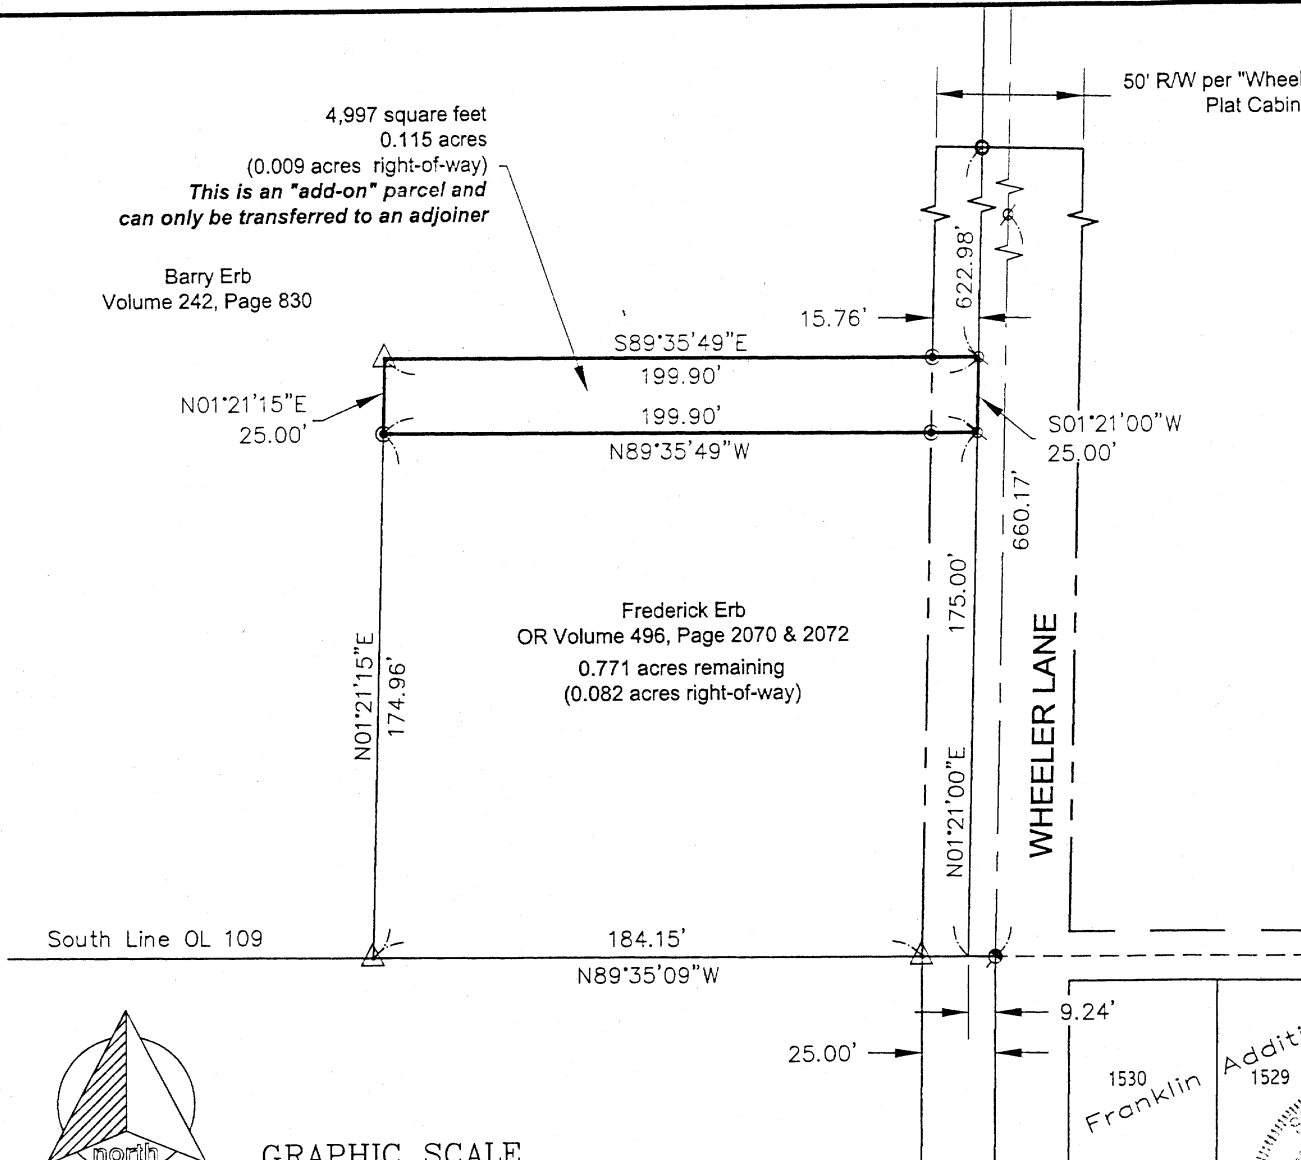 50' R/W per "Wheel
Plat Cabin
4,997 square feet
0.115 acres
(0.009 acres right-of-way)
This is an "add-on" parcel and
can only be transferred to an adjoiner
Barry Erb
Volume 242, Page 830
622.98'
15.76'
S89°35'49"E
199.90'
N01°21'15"E
25.00'
199.90'
N89°35'49"W
S01°21'00"W
25.00'
660.17'
175.00'
Frederick Erb
OR Volume 496, Page 2070 & 2072
0.771 acres remaining
(0.082 acres right-of-way)
N01°21'15"E
174.96'
N01°21'00"E
WHEELER LANE
South Line OL 109
184.15'
N89°35'09"W
9.24'
25.00'
1530
Franklin Additi
1529
north
GRAPHIC SCALE